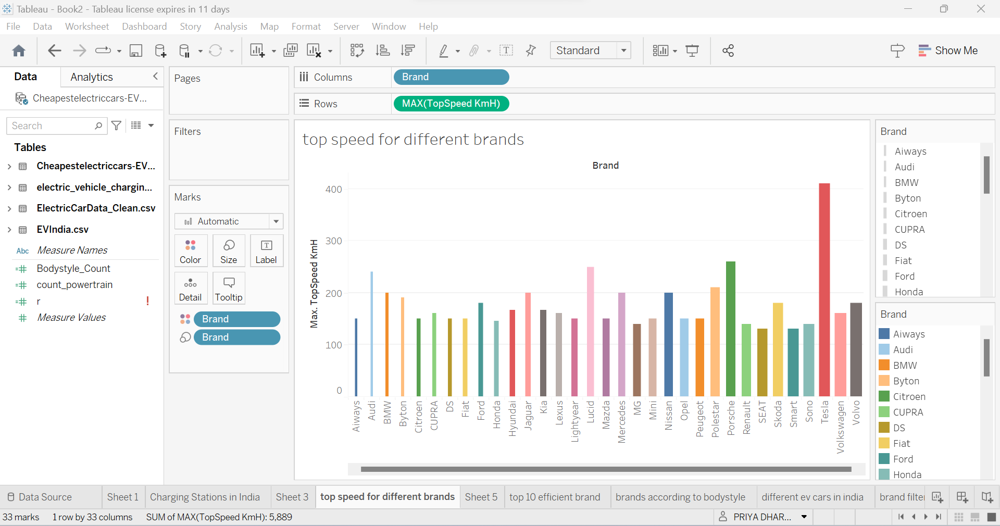 Tableau - Book2 - Tableau license expires in 11 days
File Data Worksheet Dashboard Story Analysis Map Format Server Window Help
Standard
Show Me
Data Analytics
Cheapestelectriccars-EV...
Search
Tables
Cheapestelectriccars-EV...
electric_vehicle_chargin...
ElectricCarData_Clean.csv
EVIndia.csv
Abc Measure Names
Bodystyle_Count
count_powertrain
r !
Measure Values
Pages
Filters
Marks
Automatic
Color Size Label
Detail Tooltip
Brand
Brand
Columns Brand
Rows MAX(TopSpeed KmH)
top speed for different brands
Brand
Max. TopSpeed KmH
400
300
200
100
0
Aiways
Audi
BMW
Byton
Citroen
CUPRA
DS
Fiat
Ford
Honda
Hyundai
Jaguar
Kia
Lexus
Lightyear
Lucid
Mazda
Mercedes
MG
Mini
Nissan
Opel
Peugeot
Polestar
Porsche
Renault
SEAT
Skoda
Smart
Sono
Tesla
Volkswagen
Volvo
Brand
Aiways
Audi
BMW
Byton
Citroen
CUPRA
DS
Fiat
Ford
Honda
Brand
Aiways
Audi
BMW
Byton
Citroen
CUPRA
DS
Fiat
Ford
Honda
Data Source Sheet 1 Charging Stations in India Sheet 3 top speed for different brands Sheet 5 top 10 efficient brand brands according to bodystyle different ev cars in india brand filter
33 marks 1 row by 33 columns SUM of MAX(TopSpeed KmH): 5,889 PRIYA DHAR...